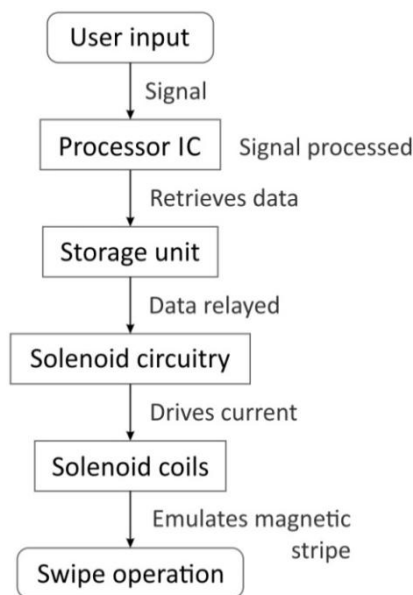 User input
Signal
Processor IC
Signal processed
Retrieves data
Storage unit
Data relayed
Solenoid circuitry
Drives current
Solenoid coils
Emulates magnetic
stripe
Swipe operation